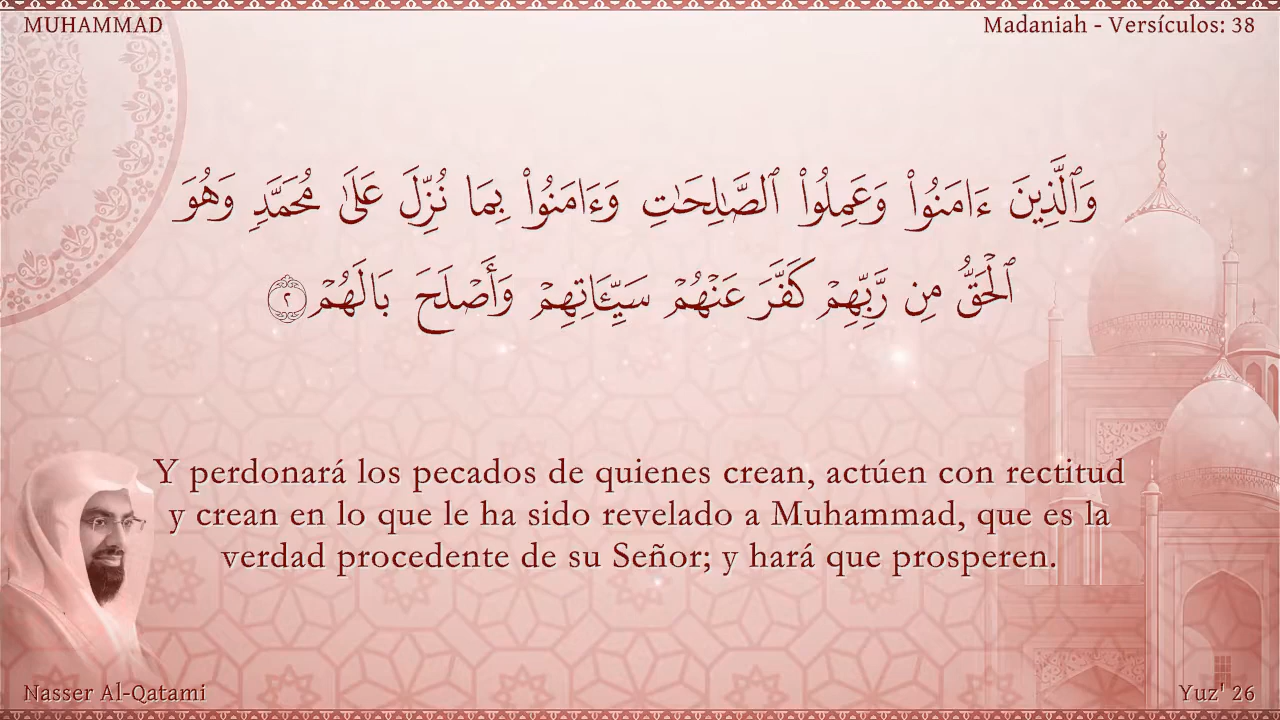 MUHAMMAD
Madaniah - Versículos: 38
وَٱلَّذِينَ ءَامَنُوا۟ وَعَمِلُوا۟ ٱلصَّـٰلِحَـٰتِ وَءَامَنُوا۟ بِمَا نُزِّلَ عَلَىٰ مُحَمَّدٍ وَهُوَ
ٱلْحَقُّ مِن رَّبِّهِمْ كَفَّرَ عَنْهُمْ سَيِّـَٔاتِهِمْ وَأَصْلَحَ بَالَهُمْ ٢
Y perdonará los pecados de quienes crean, actúen con rectitud
y crean en lo que le ha sido revelado a Muhammad, que es la
verdad procedente de su Señor; y hará que prosperen.
Nasser Al-Qatami
Yuz' 26